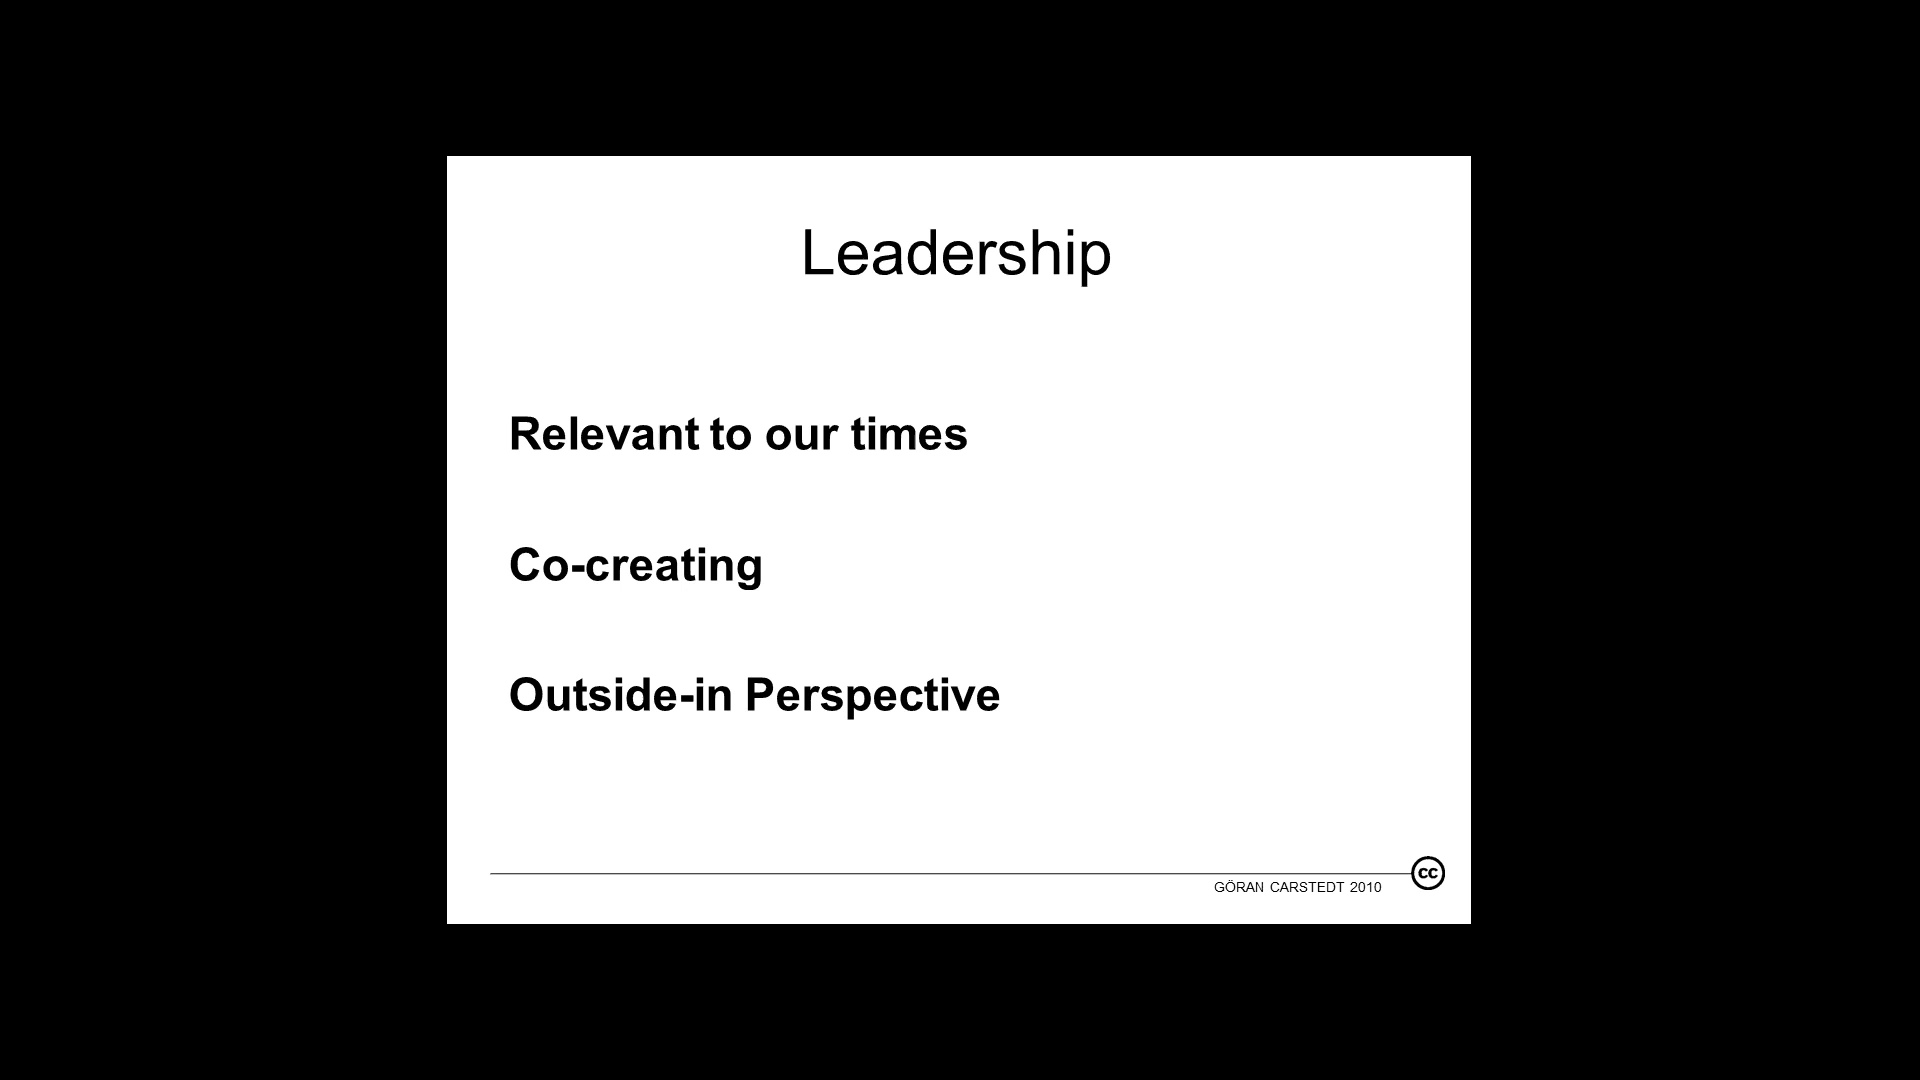 Leadership
Relevant to our times
Co-creating
Outside-in Perspective
cc
GÖRAN CARSTEDT 2010